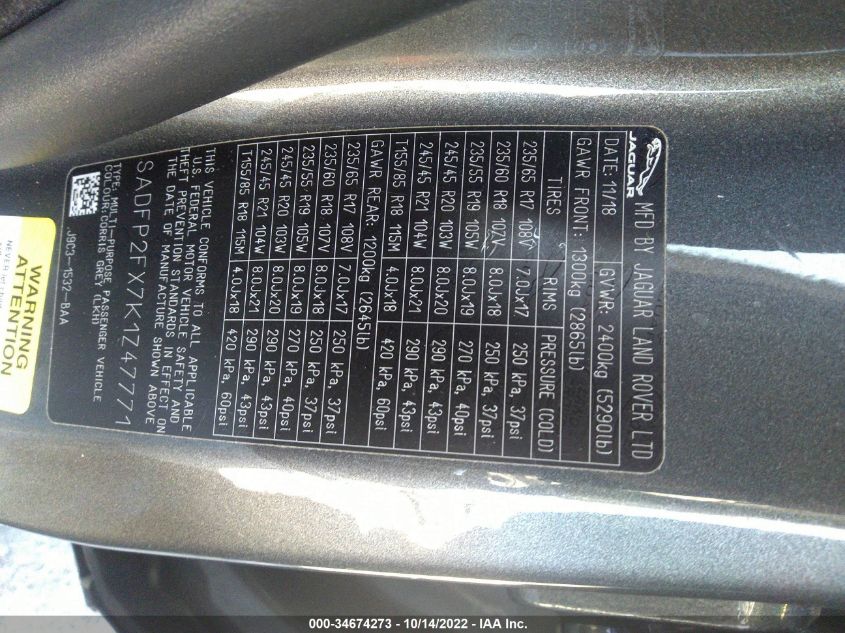 JAGUAR
MFD BY JAGUAR LAND ROVER LTD
DATE: 11/18 GVWR: 2400kg (5290lb)
GAWR FRONT: 1300kg (2865lb)
TIRES RIMS PRESSURE (COLD)
235/65 R17 108V 7.0Jx17 250 kPa, 37psi
235/60 R18 107V 8.0Jx18 250 kPa, 37psi
235/55 R19 105W 8.0Jx19 270 kPa, 40psi
245/45 R20 103W 8.0Jx20 290 kPa, 43psi
245/45 R21 104W 8.0Jx21 290 kPa, 43psi
T155/85 R18 115M 4.0Jx18 420 kPa, 60psi
GAWR REAR: 1200kg (2645lb)
235/65 R17 108V 7.0Jx17 250 kPa, 37psi
235/60 R18 107V 8.0Jx18 250 kPa, 37psi
235/55 R19 105W 8.0Jx19 270 kPa, 40psi
245/45 R20 103W 8.0Jx20 290 kPa, 43psi
245/45 R21 104W 8.0Jx21 290 kPa, 43psi
T155/85 R18 115M 4.0Jx18 420 kPa, 60psi
THIS VEHICLE CONFORMS TO ALL APPLICABLE
U.S. FEDERAL MOTOR VEHICLE SAFETY AND
THEFT PREVENTION STANDARDS IN EFFECT ON
THE DATE OF MANUFACTURE SHOWN ABOVE
SADFP2FX7K1Z47771
TYPE: MULTI-PURPOSE PASSENGER VEHICLE
COLOUR: CORRIS GREY (LKH)
J9C3-1532-BAA
WARNING
ATTENTION
000-34674273 - 10/14/2022 - IAA Inc.